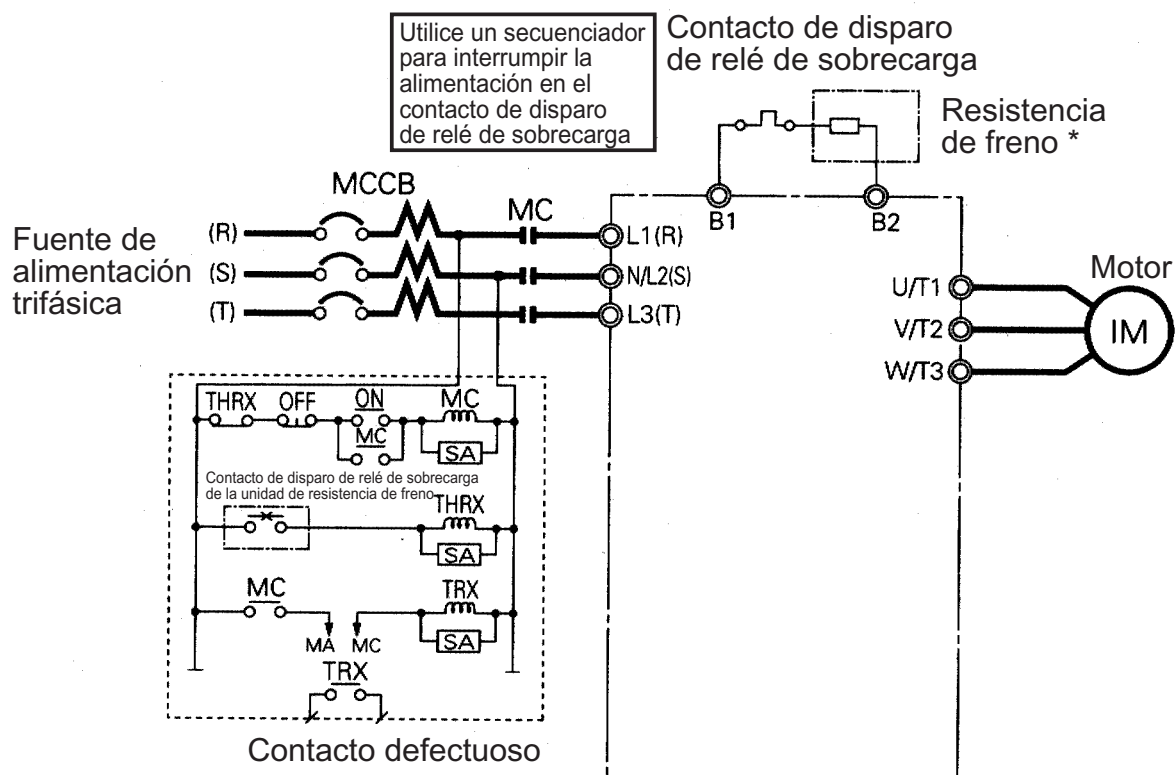 Utilice un secuenciador
para interrumpir la
alimentación en el
contacto de disparo
de relé de sobrecarga
Contacto de disparo
de relé de sobrecarga
Resistencia
de freno *
MCCB
MC
B1
B2
Fuente de
alimentación
trifásica
(R)
(S)
(T)
L1(R)
N/L2(S)
L3(T)
U/T1
V/T2
W/T3
Motor
IM
THRX
OFF
ON
MC
MC
SA
Contacto de disparo de relé de sobrecarga
de la unidad de resistencia de freno
THRX
SA
MC
TRX
SA
MA
MC
TRX
Contacto defectuoso